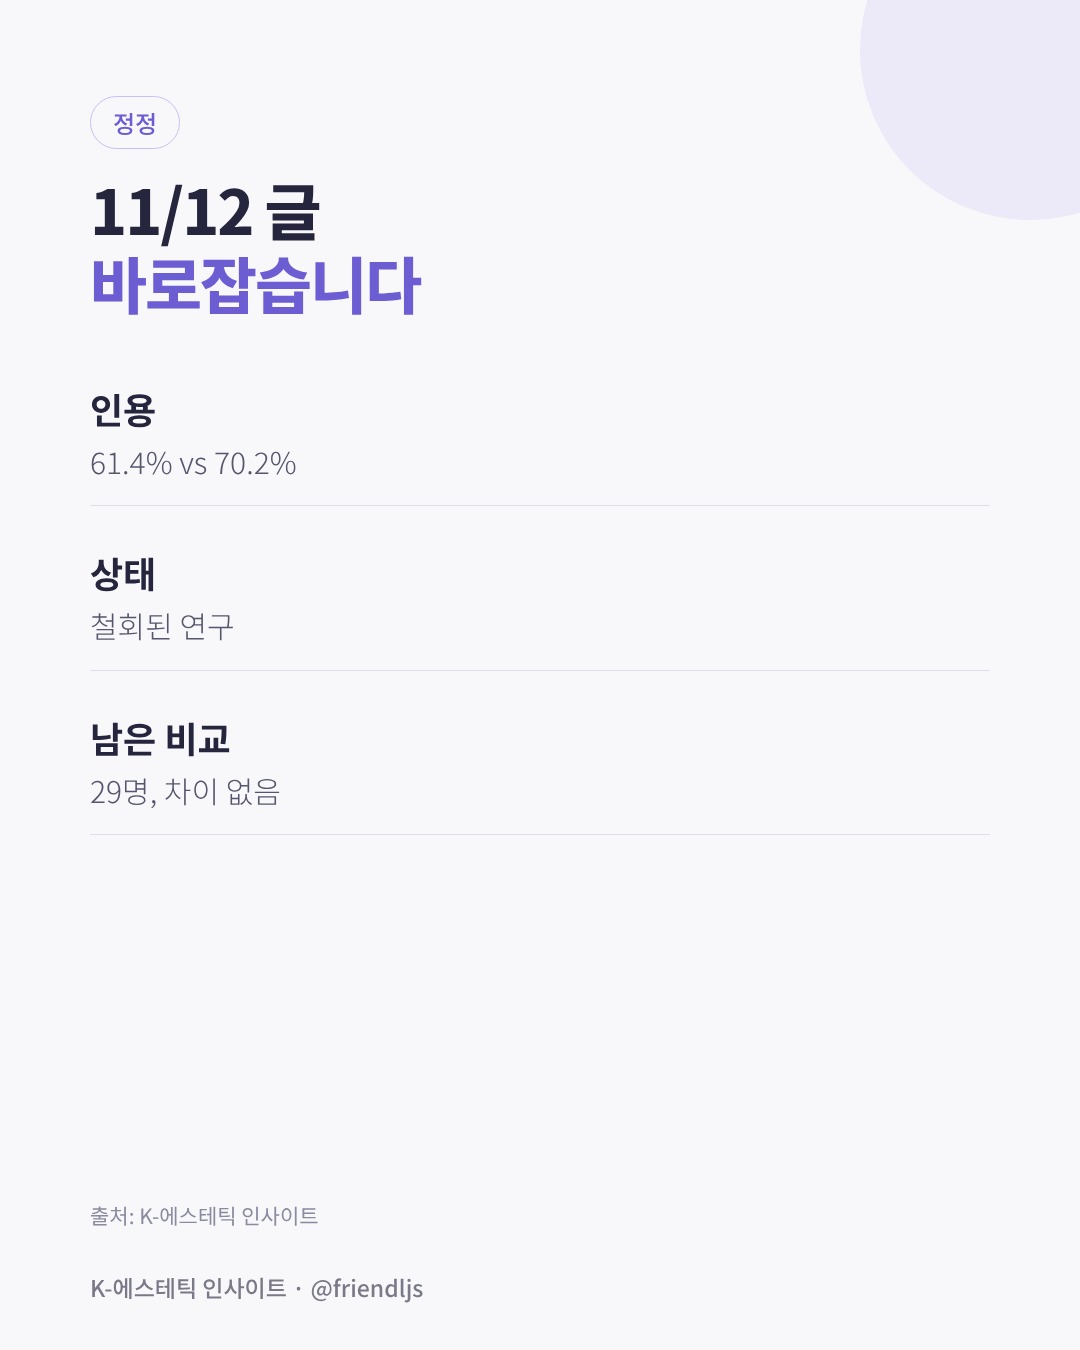 정정
11/12 글
바로잡습니다
인용
61.4% vs 70.2%
상태
철회된 연구
남은 비교
29명, 차이 없음
출처: K-에스테틱 인사이트
K-에스테틱 인사이트 · @friendljs